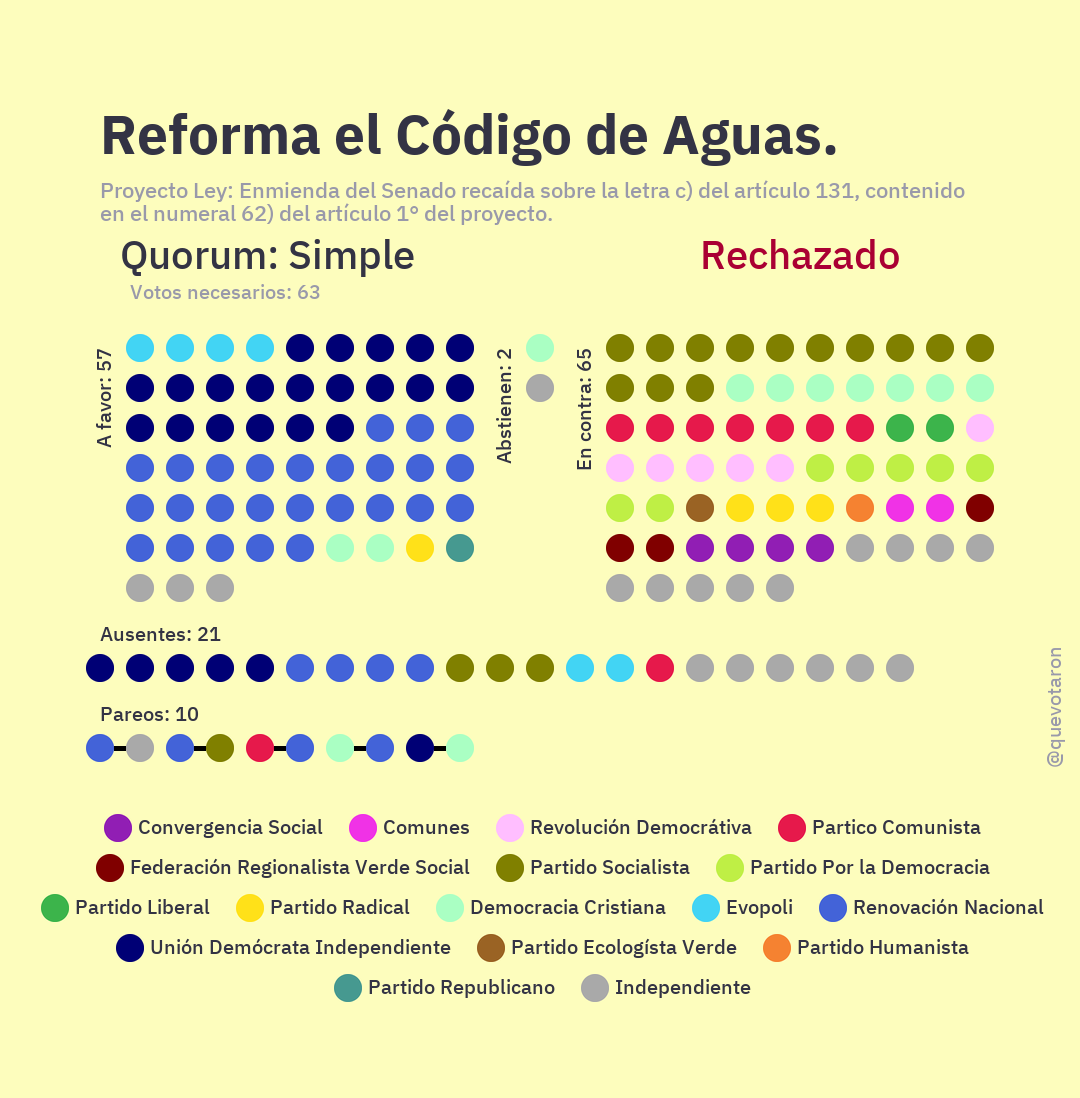 Reforma el Código de Aguas.
Proyecto Ley: Enmienda del Senado recaída sobre la letra c) del artículo 131, contenido
en el numeral 62) del artículo 1° del proyecto.
Quorum: Simple
Rechazado
Votos necesarios: 63
A favor: 57
Abstienen: 2
En contra: 65
Ausentes: 21
Pareos: 10
@quevotaron
Convergencia Social
Comunes
Revolución Democrátiva
Partico Comunista
Federación Regionalista Verde Social
Partido Socialista
Partido Por la Democracia
Partido Liberal
Partido Radical
Democracia Cristiana
Evopoli
Renovación Nacional
Unión Demócrata Independiente
Partido Ecologísta Verde
Partido Humanista
Partido Republicano
Independiente